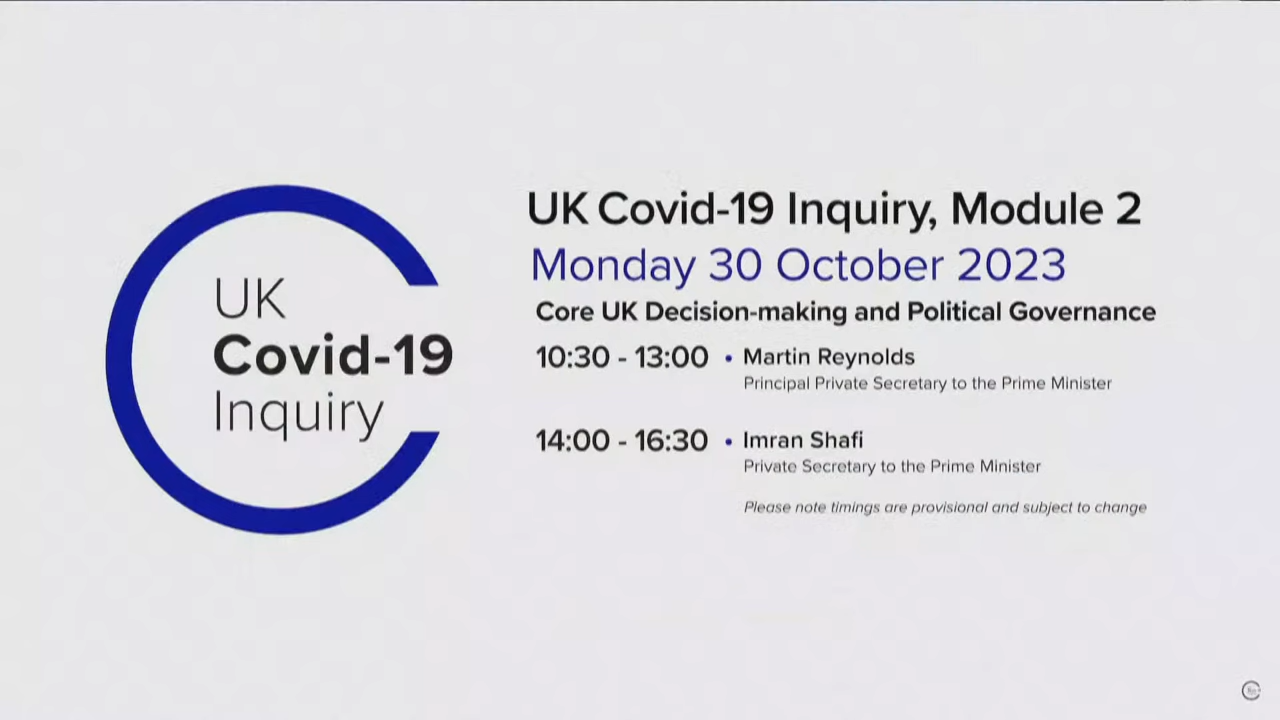 UK
Covid-19
Inquiry
UK Covid-19 Inquiry, Module 2
Monday 30 October 2023
Core UK Decision-making and Political Governance
10:30 - 13:00 • Martin Reynolds
Principal Private Secretary to the Prime Minister
14:00 - 16:30 • Imran Shafi
Private Secretary to the Prime Minister
Please note timings are provisional and subject to change